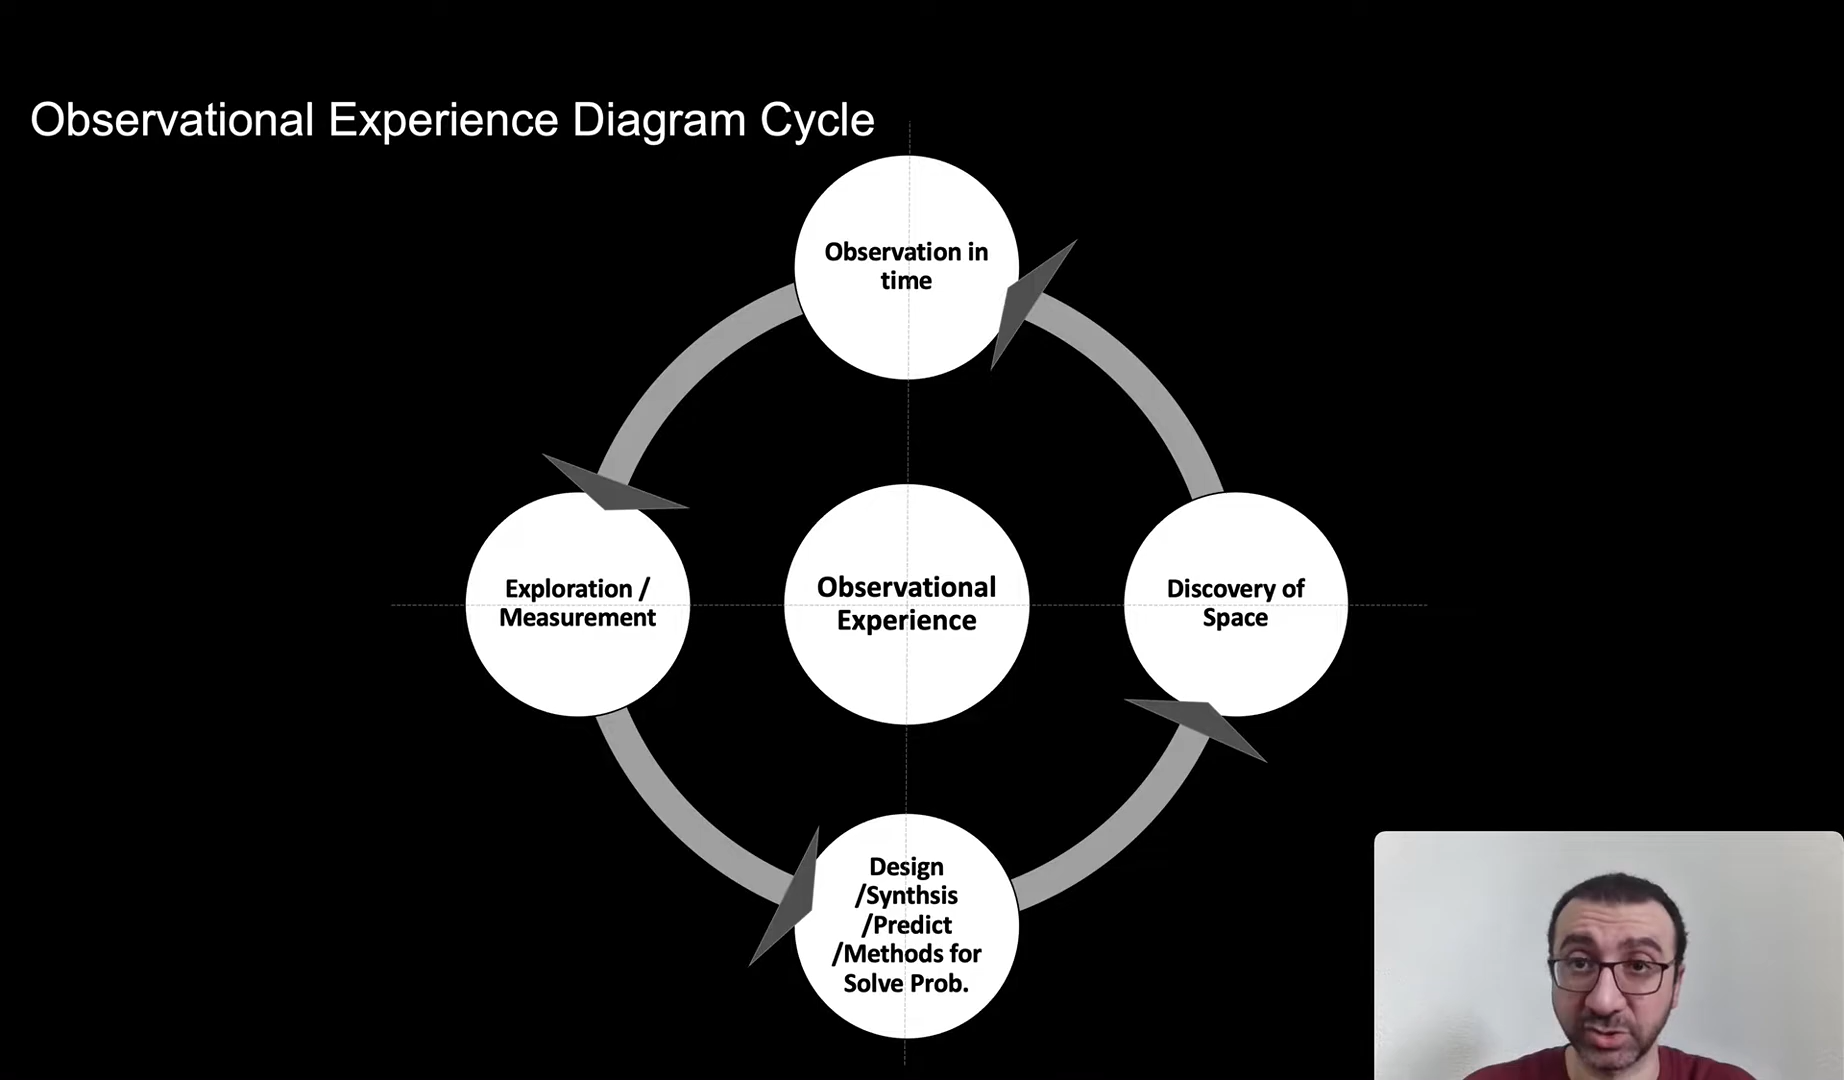 Observational Experience Diagram Cycle
Observation in
time
Exploration /
Measurement
Observational
Experience
Discovery of
Space
Design
/Synthsis
/Predict
/Methods for
Solve Prob.